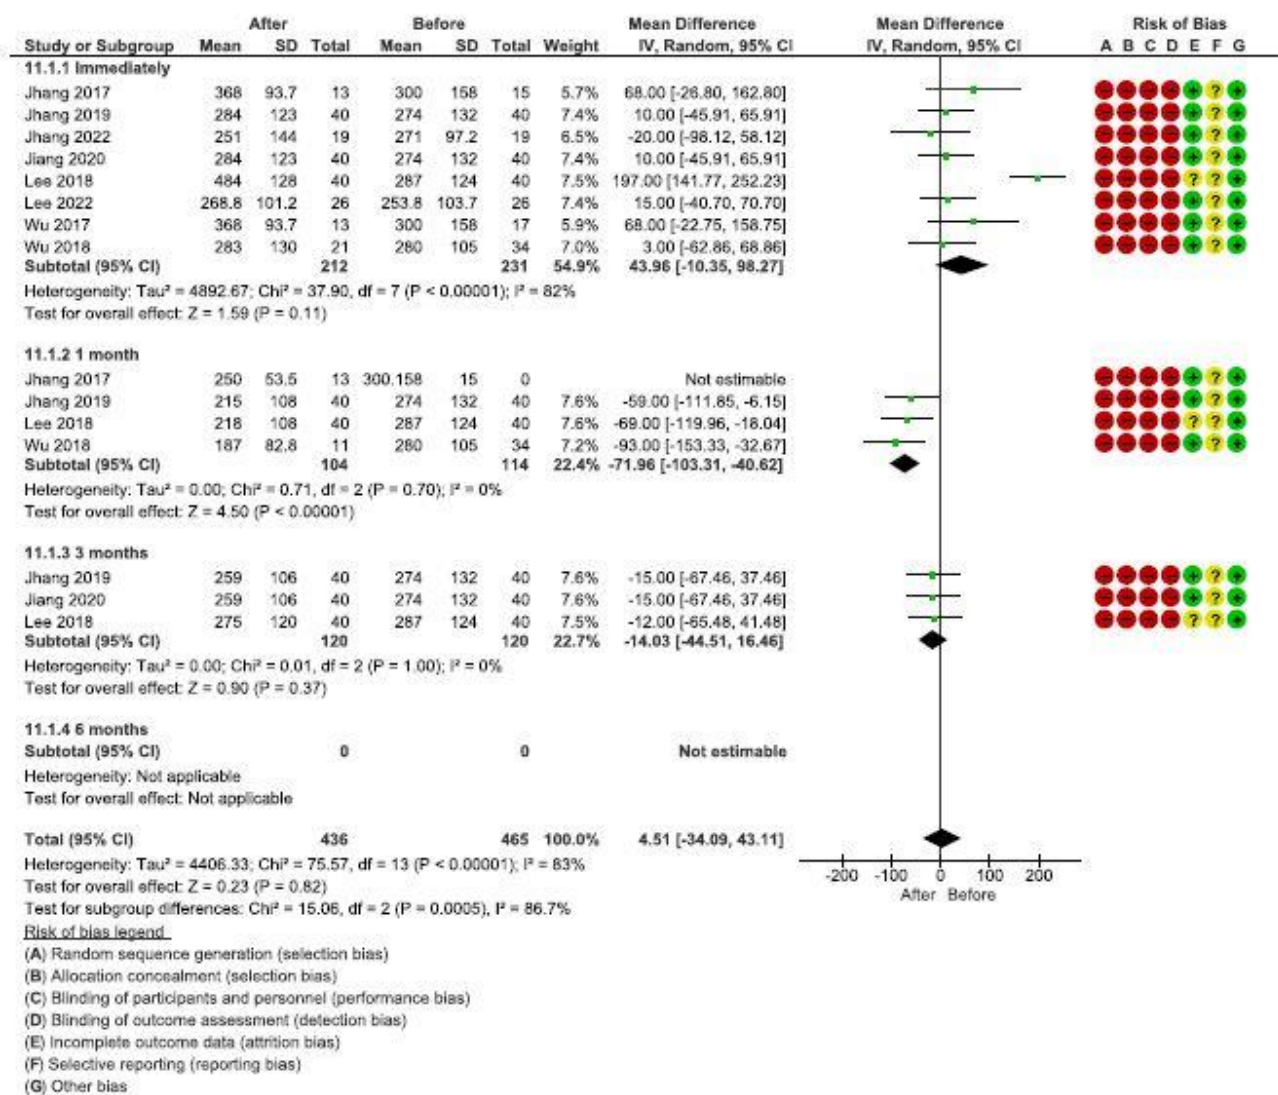 After Before Mean Difference Mean Difference Risk of Bias
Study or Subgroup Mean SD Total Mean SD Total Weight IV, Random, 95% CI IV, Random, 95% CI A B C D E F G
11.1.1 Immediately
Jhang 2017 368 93.7 13 300 158 15 5.7% 68.00 [-26.80, 162.80] - - - - + ? +
Jhang 2019 284 123 40 274 132 40 7.4% 10.00 [-45.91, 65.91] - - - - + ? +
Jhang 2022 251 144 19 271 97.2 19 6.5% -20.00 [-98.12, 58.12] - - - - + ? +
Jiang 2020 284 123 40 274 132 40 7.4% 10.00 [-45.91, 65.91] - - - - + ? +
Lee 2018 484 128 40 287 124 40 7.5% 197.00 [141.77, 252.23] - - - - ? ? +
Lee 2022 268.8 101.2 26 253.8 103.7 26 7.4% 15.00 [-40.70, 70.70] - - - - + ? +
Wu 2017 368 93.7 13 300 158 17 5.9% 68.00 [-22.75, 158.75] - - - - + ? +
Wu 2018 283 130 21 280 105 34 7.0% 3.00 [-62.86, 68.86] - - - - + ? +
Subtotal (95% CI) 212 231 54.9% 43.96 [-10.35, 98.27]
Heterogeneity: Tau² = 4892.67; Chi² = 37.90, df = 7 (P < 0.00001); I² = 82%
Test for overall effect: Z = 1.59 (P = 0.11)
11.1.2 1 month
Jhang 2017 250 53.5 13 300.158 15 0 Not estimable - - - - + ? +
Jhang 2019 215 108 40 274 132 40 7.6% -59.00 [-111.85, -6.15] - - - - + ? +
Lee 2018 218 108 40 287 124 40 7.6% -69.00 [-119.96, -18.04] - - - - ? ? +
Wu 2018 187 82.8 11 280 105 34 7.2% -93.00 [-153.33, -32.67] - - - - + ? +
Subtotal (95% CI) 104 114 22.4% -71.96 [-103.31, -40.62]
Heterogeneity: Tau² = 0.00; Chi² = 0.71, df = 2 (P = 0.70); I² = 0%
Test for overall effect: Z = 4.50 (P < 0.00001)
11.1.3 3 months
Jhang 2019 259 106 40 274 132 40 7.6% -15.00 [-67.46, 37.46] - - - - + ? +
Jiang 2020 259 106 40 274 132 40 7.6% -15.00 [-67.46, 37.46] - - - - + ? +
Lee 2018 275 120 40 287 124 40 7.5% -12.00 [-65.48, 41.48] - - - - ? ? +
Subtotal (95% CI) 120 120 22.7% -14.03 [-44.51, 16.46]
Heterogeneity: Tau² = 0.00; Chi² = 0.01, df = 2 (P = 1.00); I² = 0%
Test for overall effect: Z = 0.90 (P = 0.37)
11.1.4 6 months
Subtotal (95% CI) 0 0 Not estimable
Heterogeneity: Not applicable
Test for overall effect: Not applicable
Total (95% CI) 436 465 100.0% 4.51 [-34.09, 43.11]
Heterogeneity: Tau² = 4406.33; Chi² = 75.57, df = 13 (P < 0.00001); I² = 83%
-200 -100 0 100 200
Test for overall effect: Z = 0.23 (P = 0.82)
After Before
Test for subgroup differences: Chi² = 15.06, df = 2 (P = 0.0005), I² = 86.7%
Risk of bias legend
(A) Random sequence generation (selection bias)
(B) Allocation concealment (selection bias)
(C) Blinding of participants and personnel (performance bias)
(D) Blinding of outcome assessment (detection bias)
(E) Incomplete outcome data (attrition bias)
(F) Selective reporting (reporting bias)
(G) Other bias